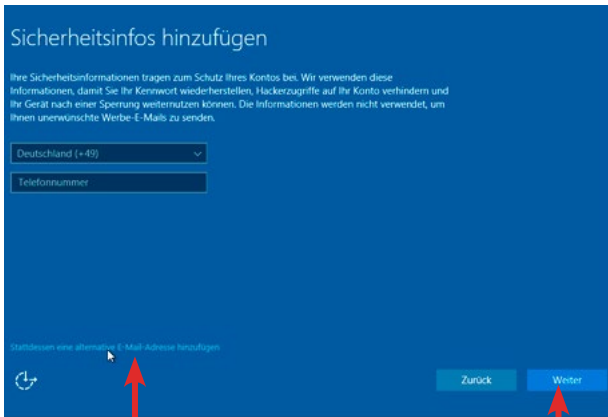 Sicherheitsinfos hinzufügen
Ihre Sicherheitsinformationen tragen zum Schutz Ihres Kontos bei. Wir verwenden diese
Informationen, damit Sie Ihr Kennwort wiederherstellen, Hackerzugriffe auf Ihr Konto verhindern und
Ihr Gerät nach einer Sperrung weiternutzen können. Die Informationen werden nicht verwendet, um
Ihnen unerwünschte Werbe-E-Mails zu senden.
Deutschland (+49)
Telefonnummer
Stattdessen eine alternative E-Mail-Adresse hinzufügen
Zurück
Weiter